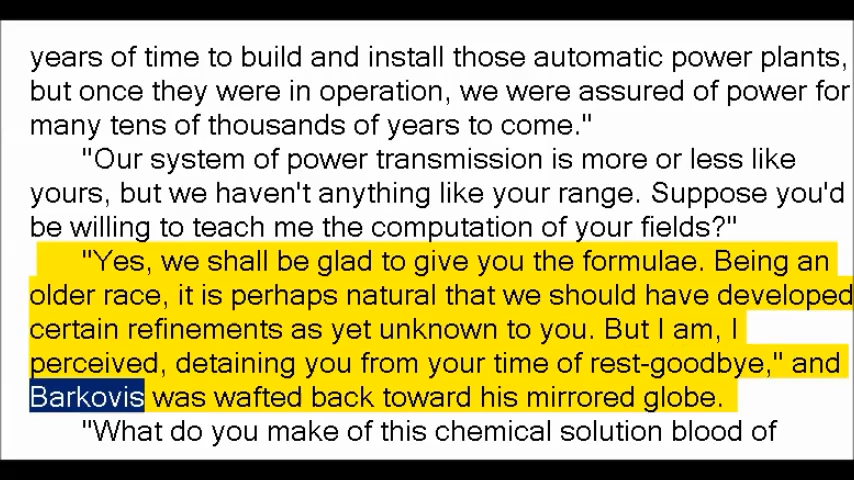 years of time to build and install those automatic power plants,
but once they were in operation, we were assured of power for
many tens of thousands of years to come."
"Our system of power transmission is more or less like
yours, but we haven't anything like your range. Suppose you'd
be willing to teach me the computation of your fields?"
"Yes, we shall be glad to give you the formulae. Being an
older race, it is perhaps natural that we should have developed
certain refinements as yet unknown to you. But I am, I
perceived, detaining you from your time of rest-goodbye," and
Barkovis was wafted back toward his mirrored globe.
"What do you make of this chemical solution blood of